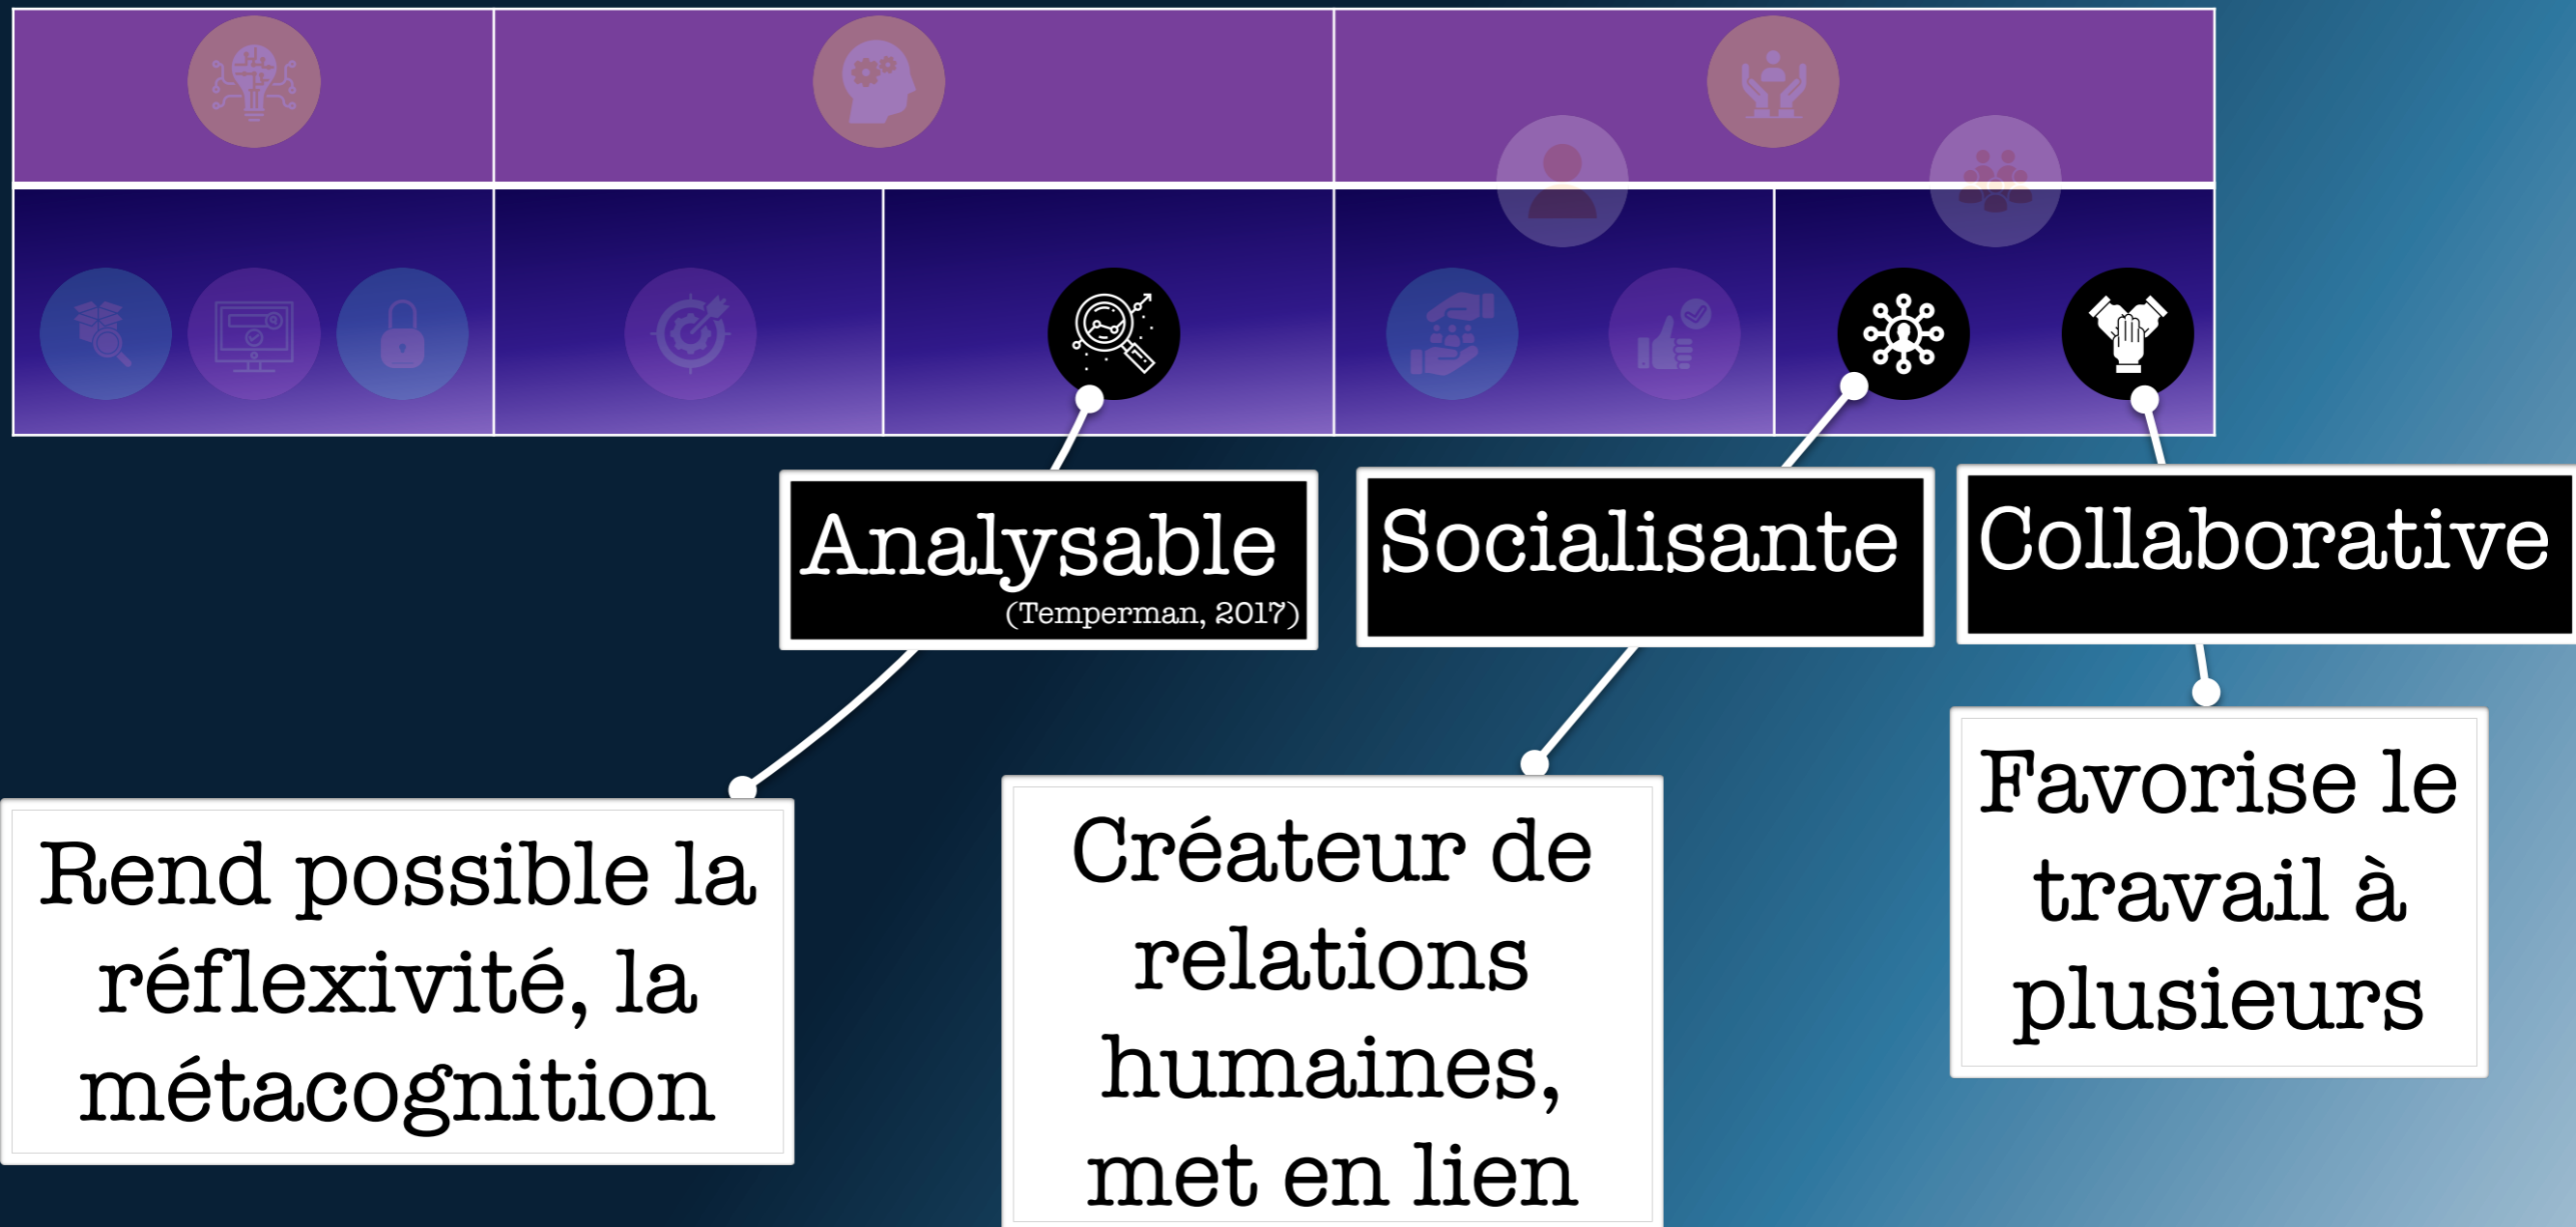 Analysable
(Temperman, 2017)
Socialisante
Collaborative
Rend possible la
réflexivité, la
métacognition
Créateur de
relations
humaines,
met en lien
Favorise le
travail à
plusieurs